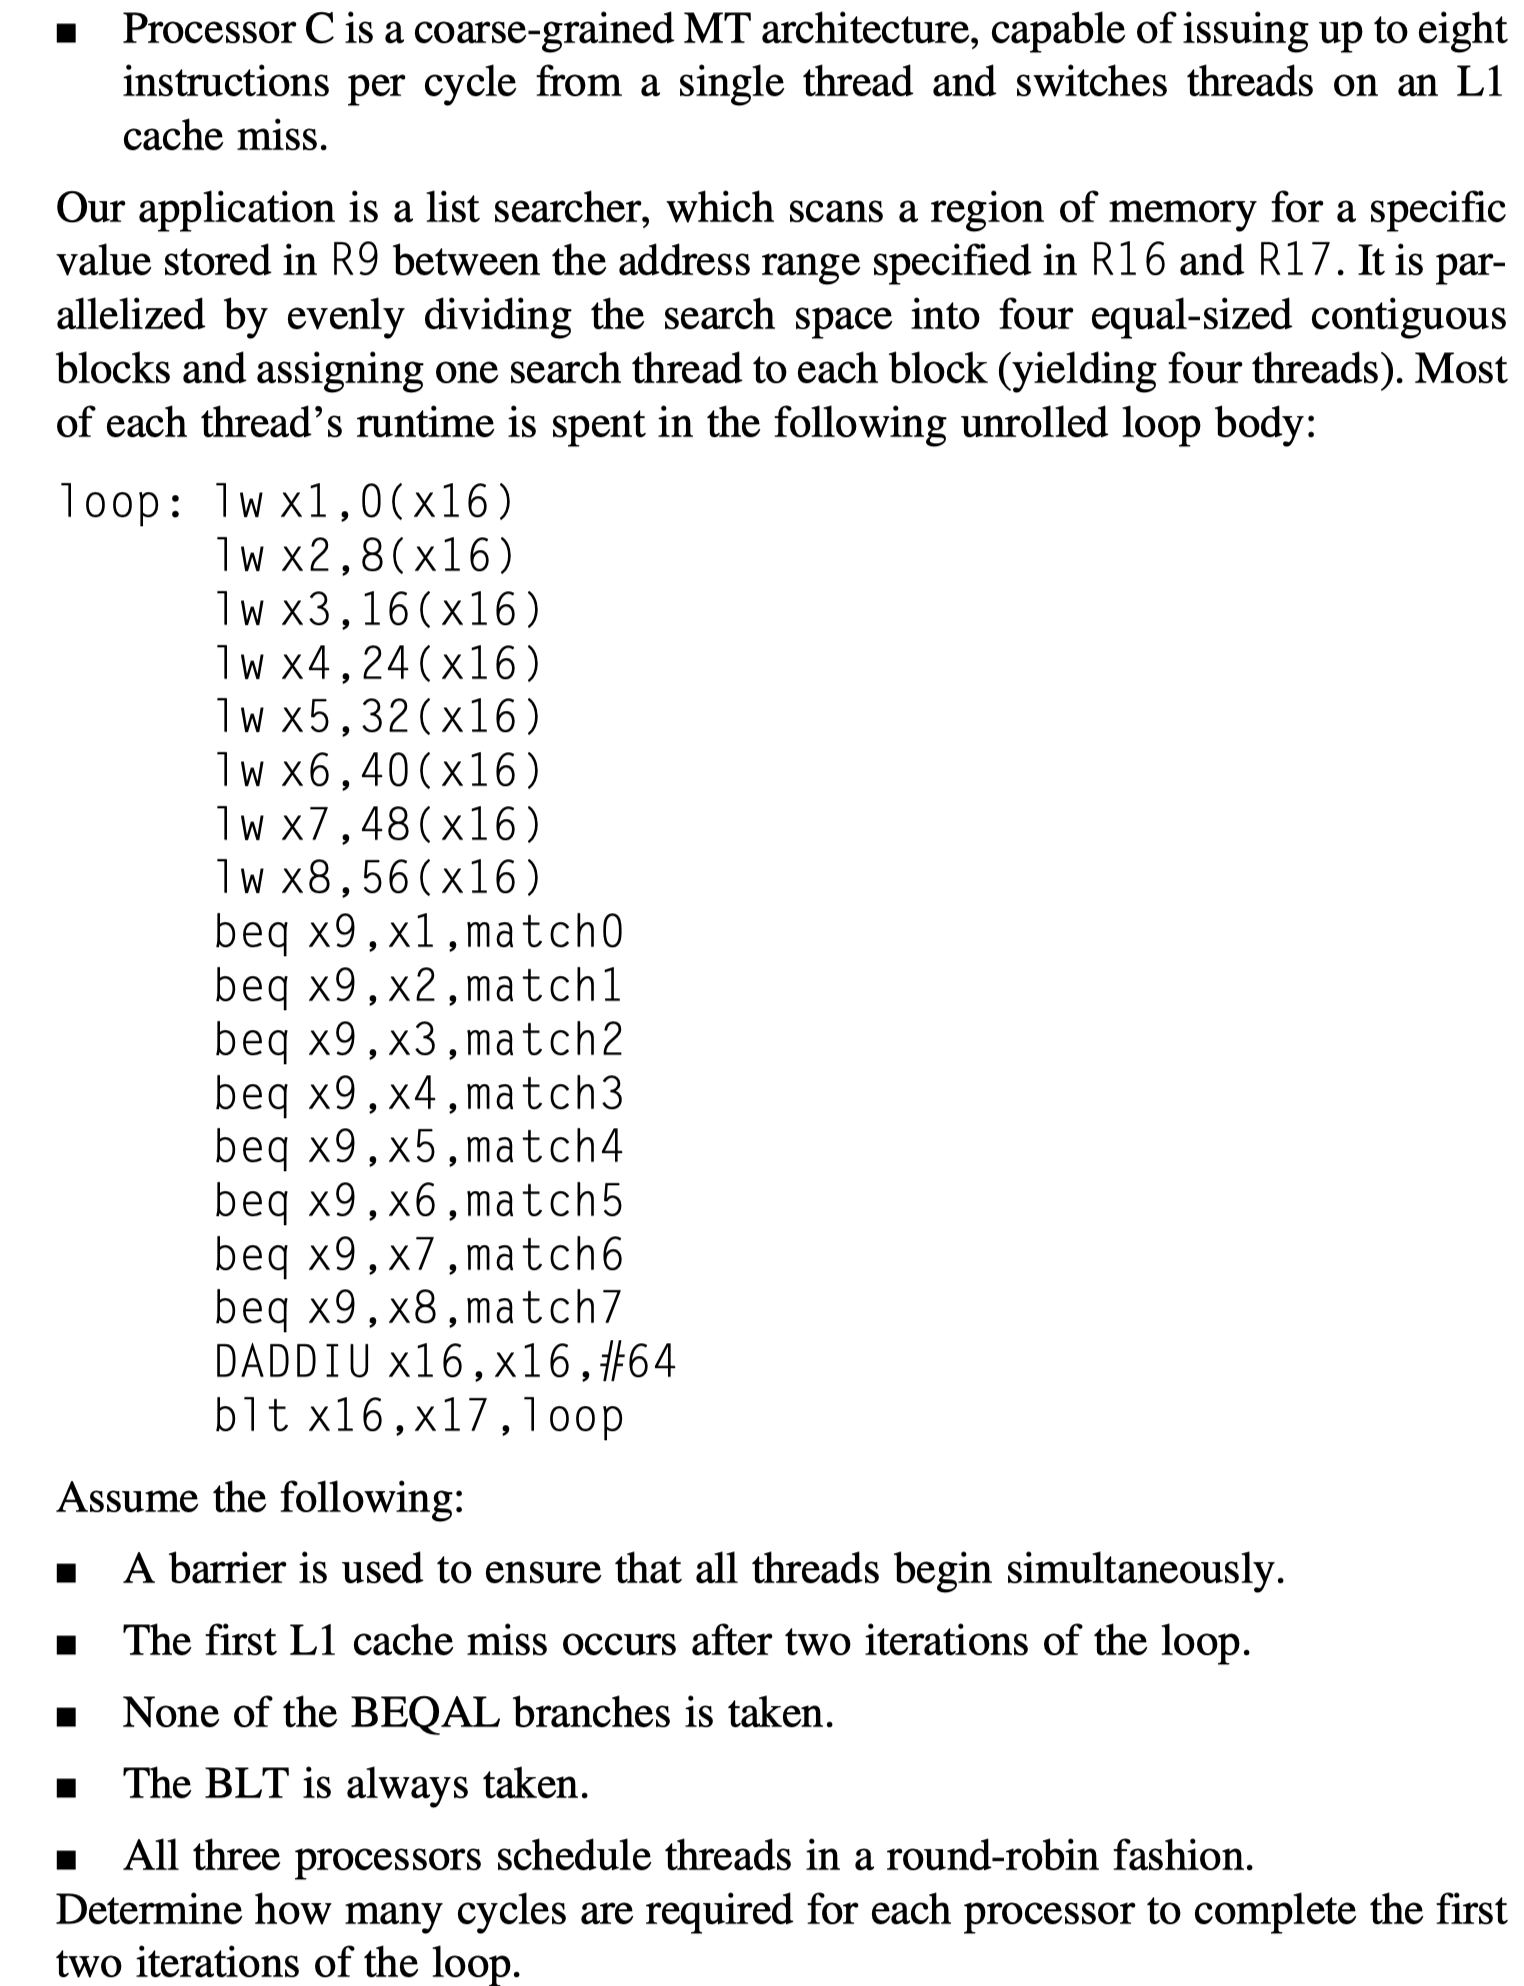 ▪ Processor C is a coarse-grained MT architecture, capable of issuing up to eight
instructions per cycle from a single thread and switches threads on an L1
cache miss.
Our application is a list searcher, which scans a region of memory for a specific
value stored in R9 between the address range specified in R16 and R17. It is par-
allelized by evenly dividing the search space into four equal-sized contiguous
blocks and assigning one search thread to each block (yielding four threads). Most
of each thread's runtime is spent in the following unrolled loop body:
loop: lw x1,0(x16)
lw x2,8(x16)
lw x3,16(x16)
lw x4,24(x16)
lw x5,32(x16)
lw x6,40(x16)
lw x7,48(x16)
lw x8,56(x16)
beq x9,x1,match0
beq x9,x2,match1
beq x9,x3,match2
beq x9,x4,match3
beq x9,x5,match4
beq x9,x6,match5
beq x9,x7,match6
beq x9,x8,match7
DADDIU x16,x16,#64
blt x16,x17,loop
Assume the following:
▪ A barrier is used to ensure that all threads begin simultaneously.
▪ The first L1 cache miss occurs after two iterations of the loop.
▪ None of the BEQAL branches is taken.
▪ The BLT is always taken.
▪ All three processors schedule threads in a round-robin fashion.
Determine how many cycles are required for each processor to complete the first
two iterations of the loop.